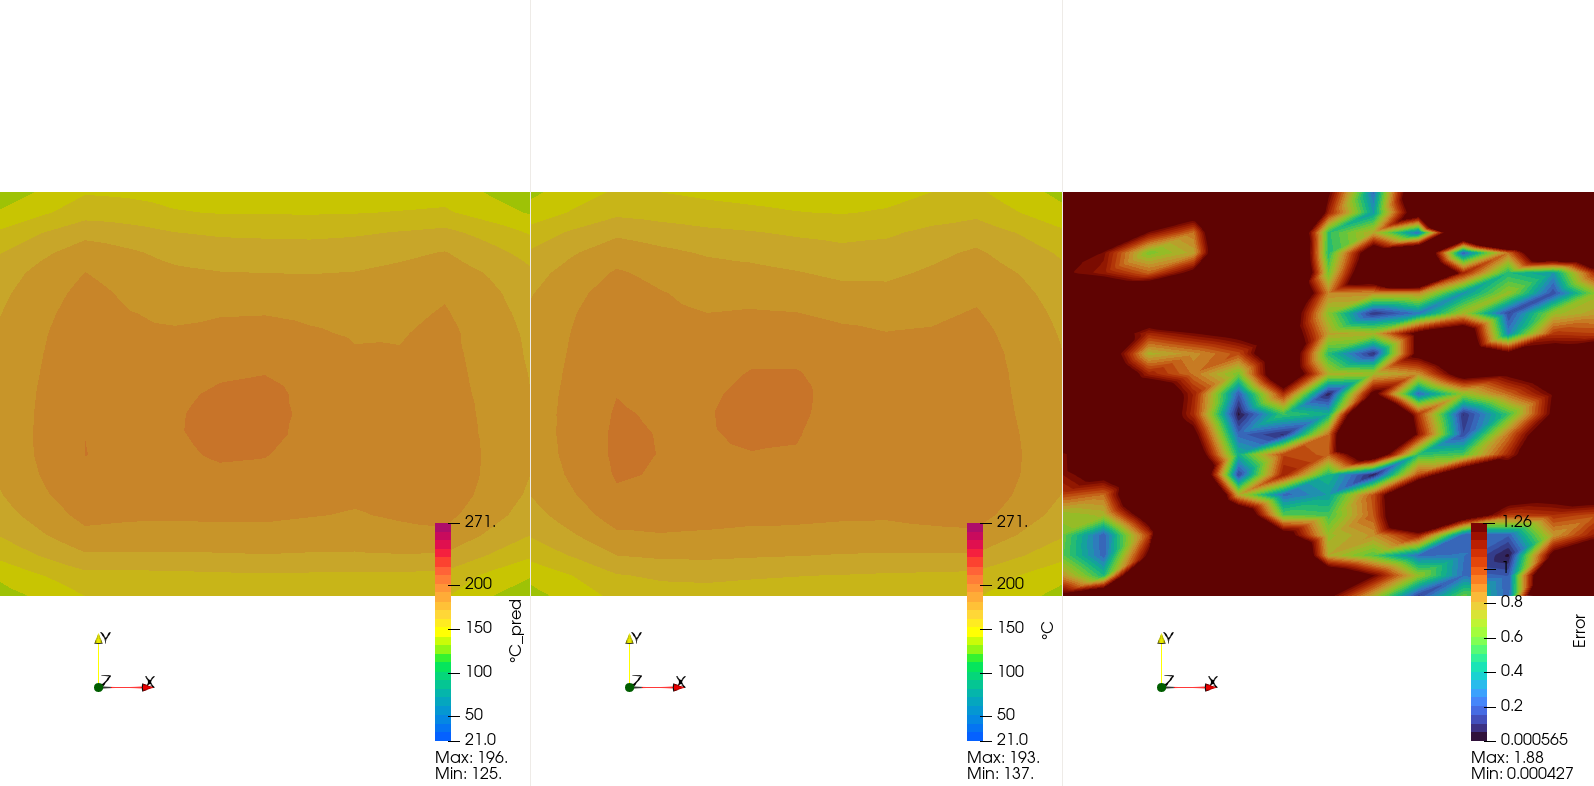 271.
200
150
100
50
21.0
°C_pred
Max: 196.
Min: 125.
Y
Z
X
271.
200
150
100
50
21.0
°C
Max: 193.
Min: 137.
Y
Z
X
1.26
1
0.8
0.6
0.4
0.2
0.000565
Error
Max: 1.88
Min: 0.000427
Y
Z
X